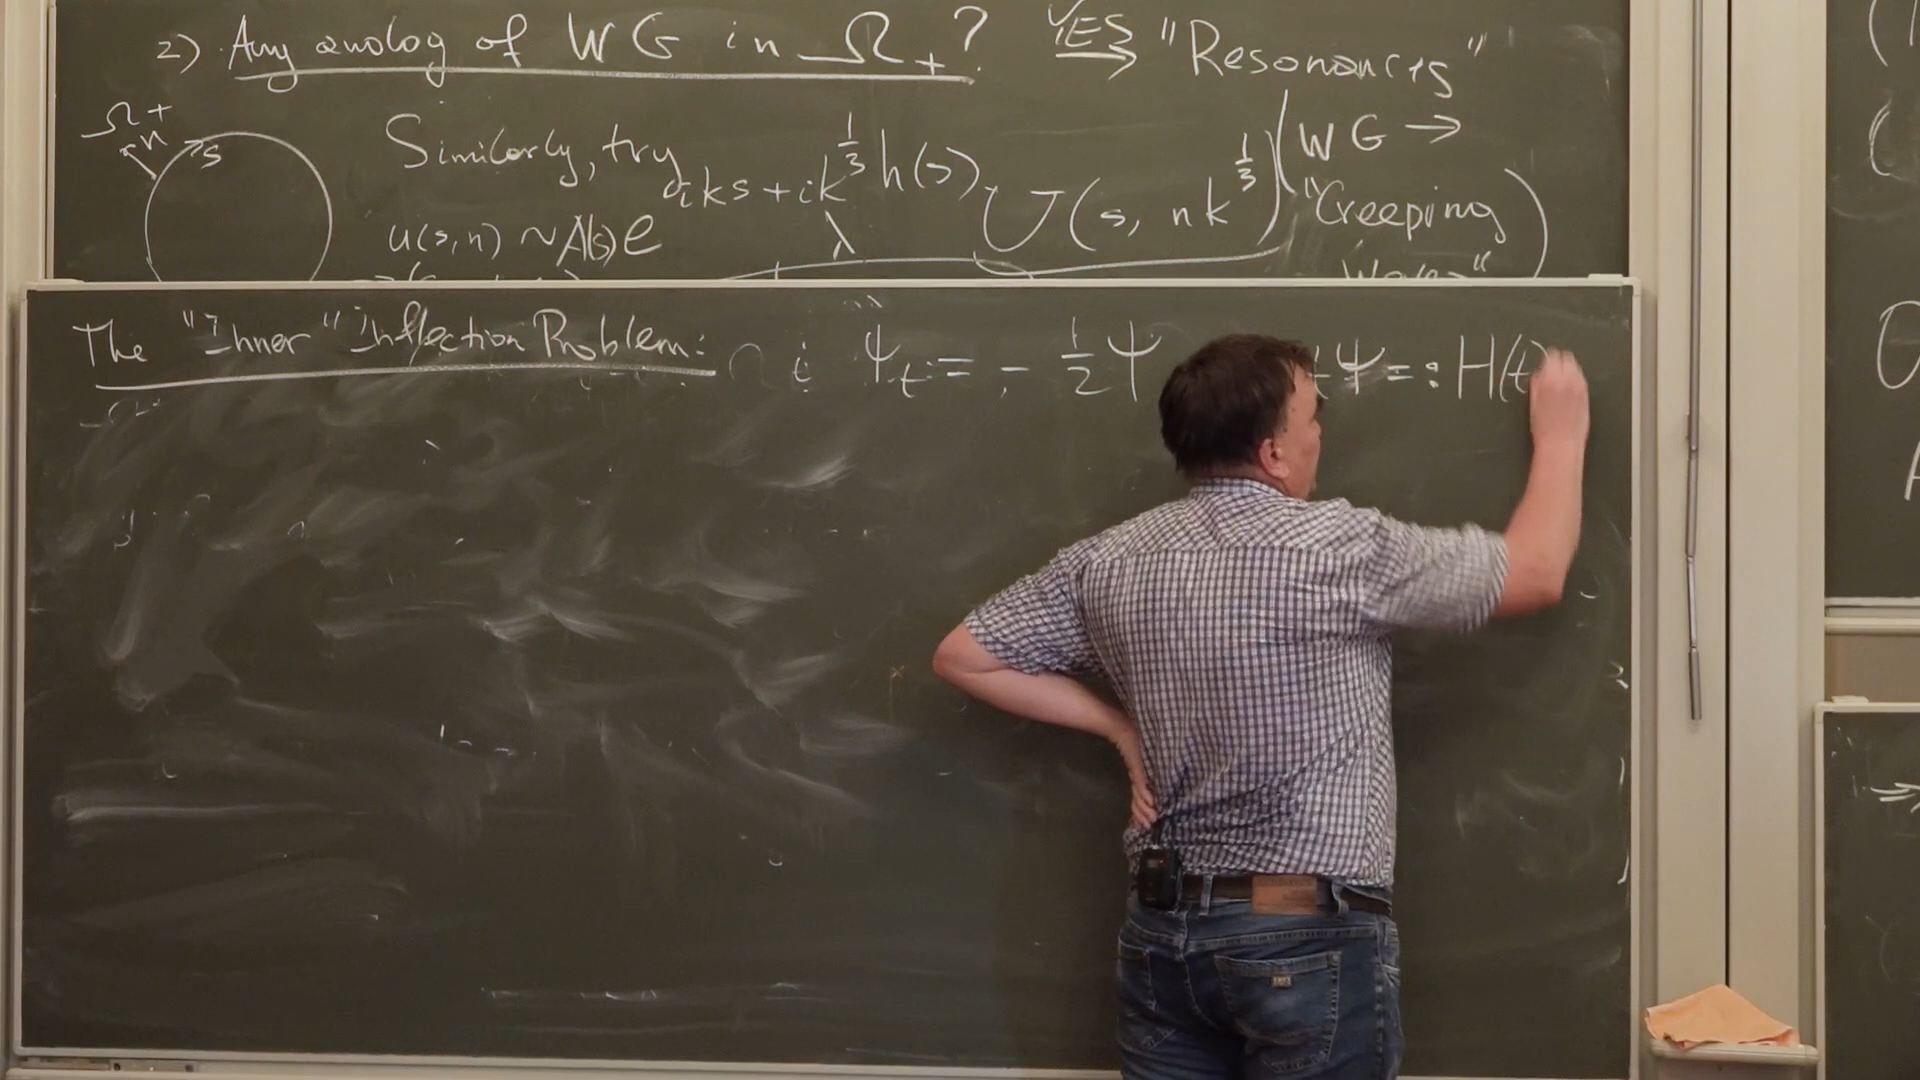 2) Any analog of WG in Ω₊? YES ⟹ "Resonances"
Ω+
n
s
Similarly, try
u(s,n) ~ A(s) e^{iks + ik^{1/3} h(s)} U(s, nk^{1/3})
λ
(WG →
"Creeping
Waves")
The "Inner" Inflection Problem: i Ψ_t = - 1/2 Ψ tΨ =: H(t)